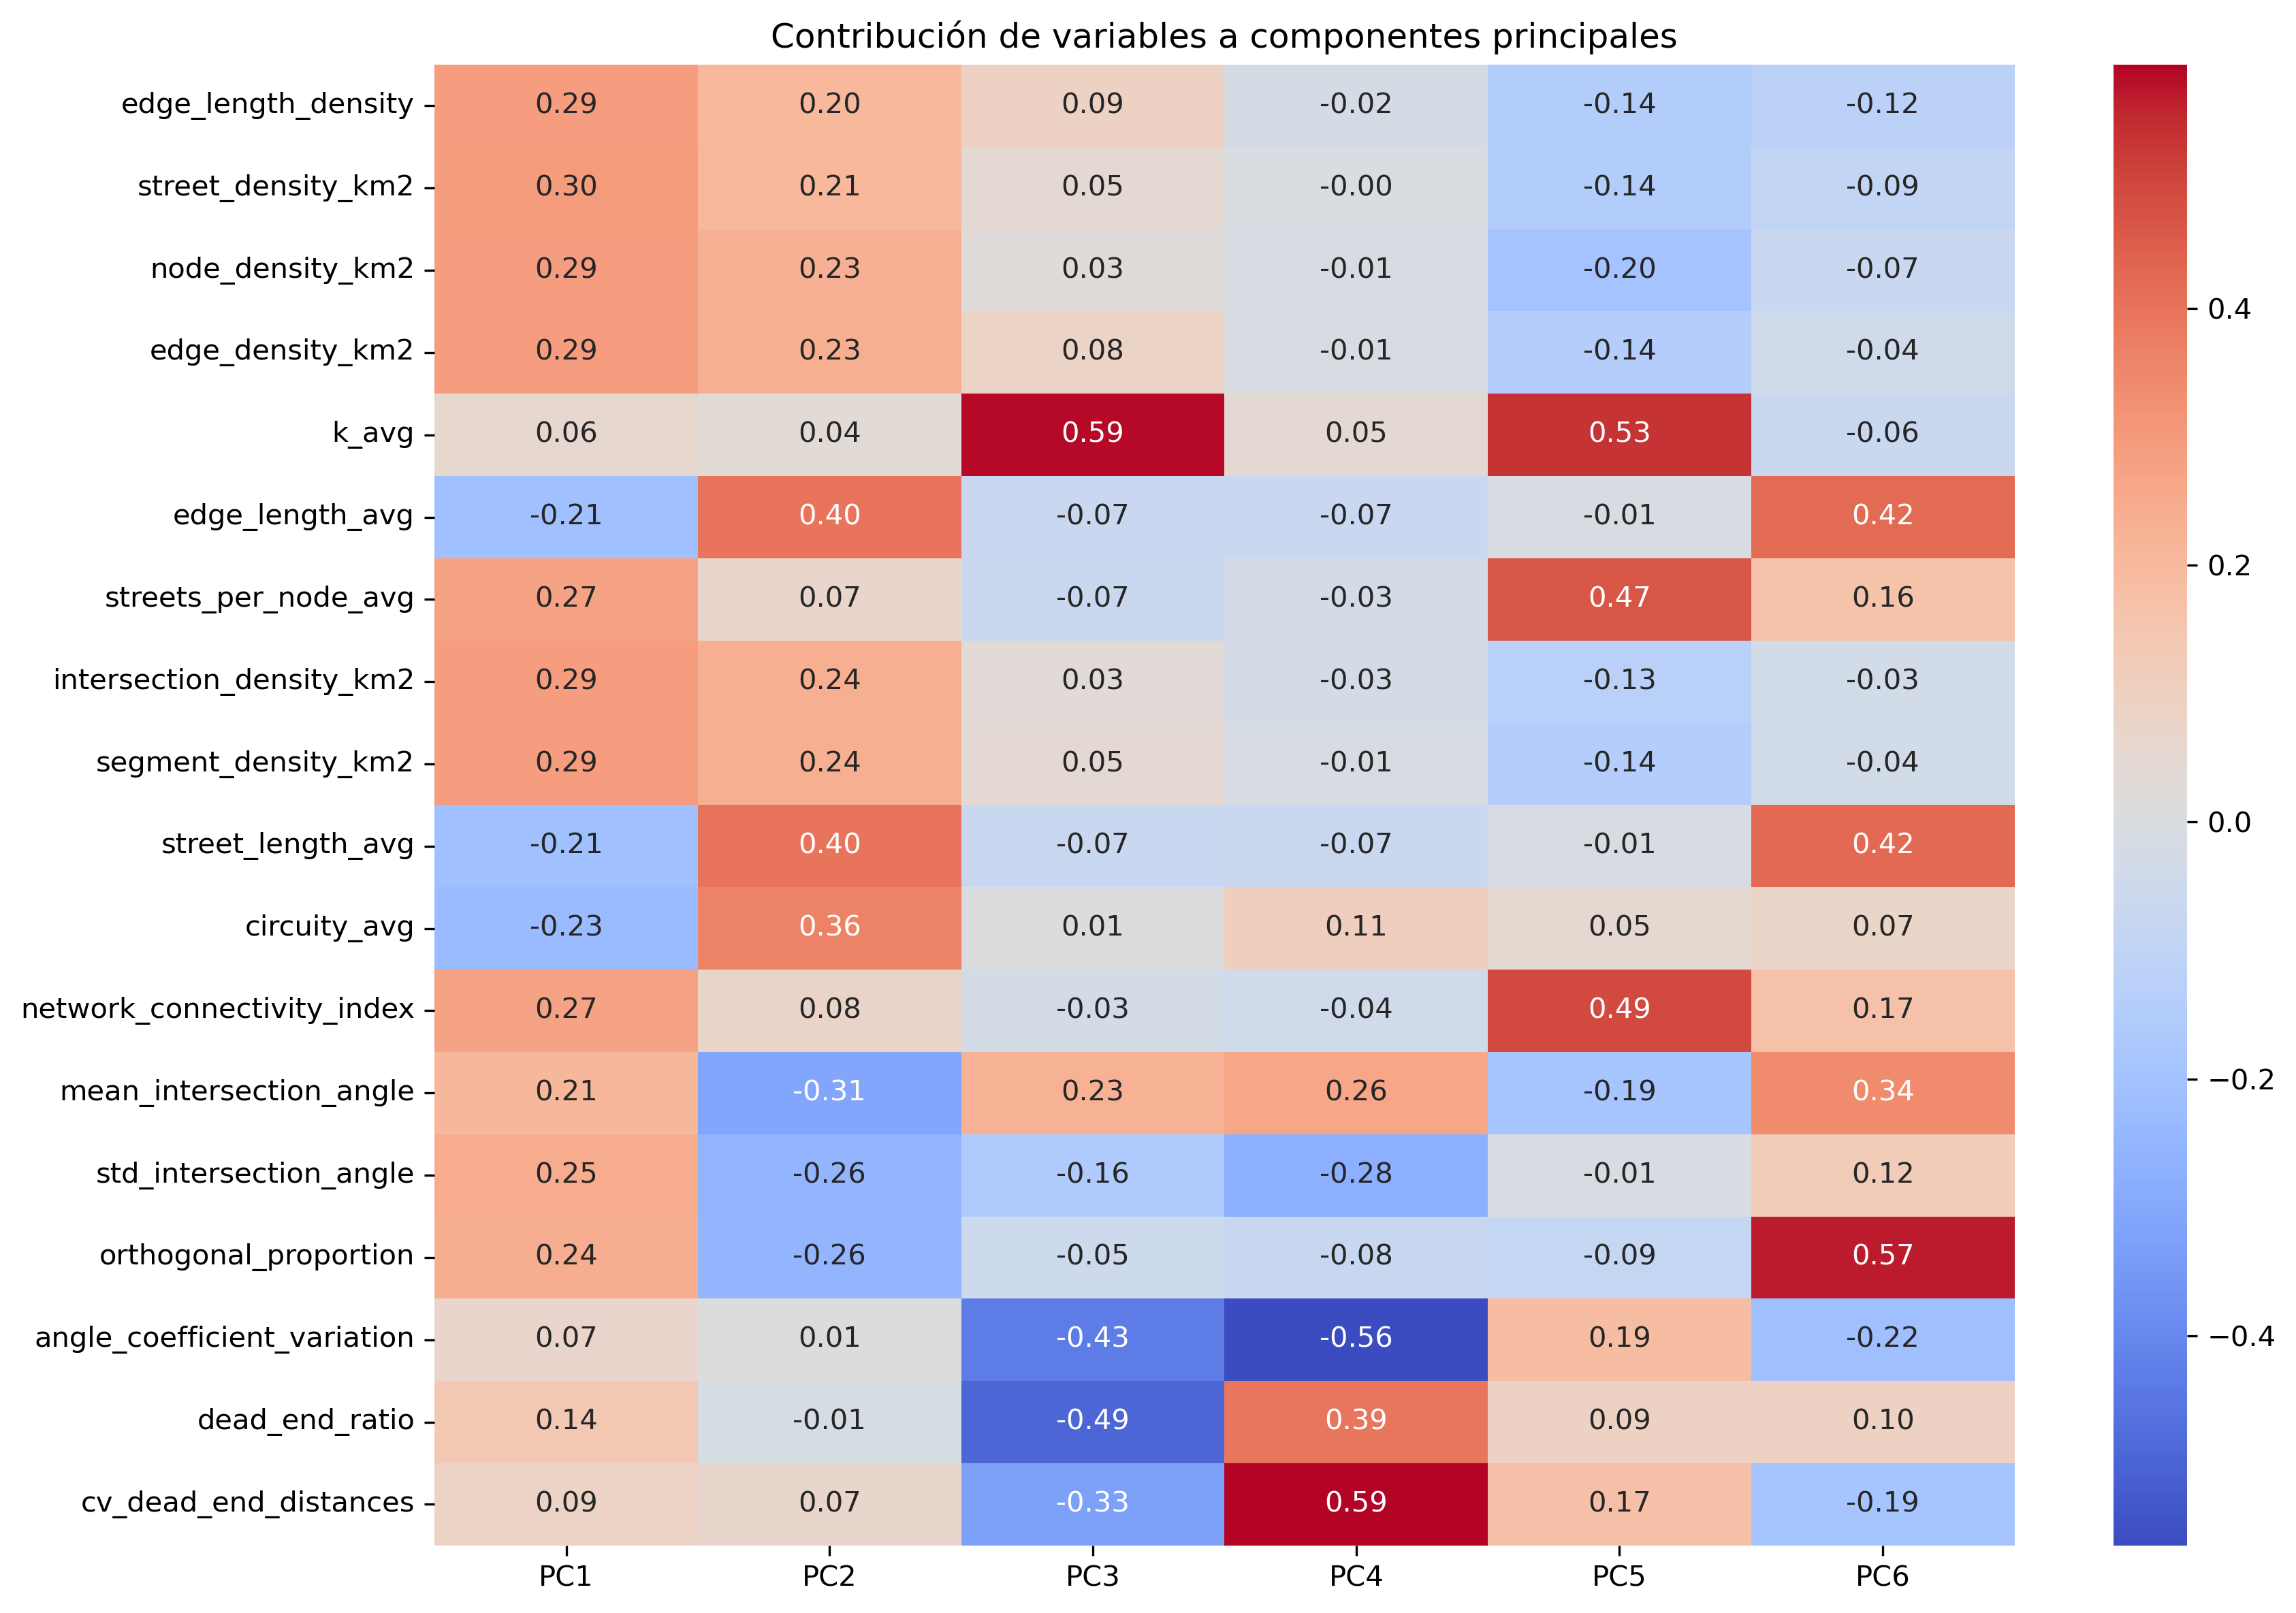 Contribución de variables a componentes principales
edge_length_density 0.29 0.20 0.09 -0.02 -0.14 -0.12
street_density_km2 0.30 0.21 0.05 -0.00 -0.14 -0.09
node_density_km2 0.29 0.23 0.03 -0.01 -0.20 -0.07
edge_density_km2 0.29 0.23 0.08 -0.01 -0.14 -0.04
k_avg 0.06 0.04 0.59 0.05 0.53 -0.06
edge_length_avg -0.21 0.40 -0.07 -0.07 -0.01 0.42
streets_per_node_avg 0.27 0.07 -0.07 -0.03 0.47 0.16
intersection_density_km2 0.29 0.24 0.03 -0.03 -0.13 -0.03
segment_density_km2 0.29 0.24 0.05 -0.01 -0.14 -0.04
street_length_avg -0.21 0.40 -0.07 -0.07 -0.01 0.42
circuity_avg -0.23 0.36 0.01 0.11 0.05 0.07
network_connectivity_index 0.27 0.08 -0.03 -0.04 0.49 0.17
mean_intersection_angle 0.21 -0.31 0.23 0.26 -0.19 0.34
std_intersection_angle 0.25 -0.26 -0.16 -0.28 -0.01 0.12
orthogonal_proportion 0.24 -0.26 -0.05 -0.08 -0.09 0.57
angle_coefficient_variation 0.07 0.01 -0.43 -0.56 0.19 -0.22
dead_end_ratio 0.14 -0.01 -0.49 0.39 0.09 0.10
cv_dead_end_distances 0.09 0.07 -0.33 0.59 0.17 -0.19
PC1 PC2 PC3 PC4 PC5 PC6
0.4
0.2
0.0
−0.2
−0.4